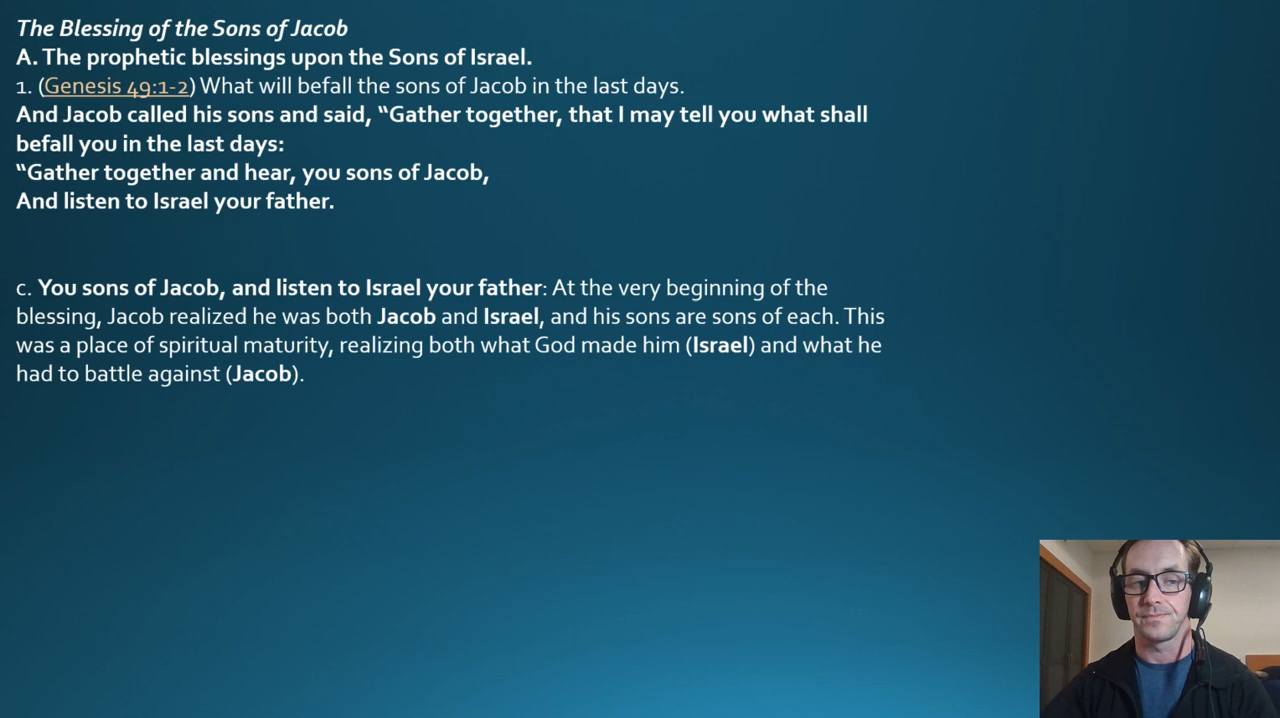 The Blessing of the Sons of Jacob
A. The prophetic blessings upon the Sons of Israel.
1. (Genesis 49:1-2) What will befall the sons of Jacob in the last days.
And Jacob called his sons and said, “Gather together, that I may tell you what shall
befall you in the last days:
“Gather together and hear, you sons of Jacob,
And listen to Israel your father.
c. You sons of Jacob, and listen to Israel your father: At the very beginning of the
blessing, Jacob realized he was both Jacob and Israel, and his sons are sons of each. This
was a place of spiritual maturity, realizing both what God made him (Israel) and what he
had to battle against (Jacob).